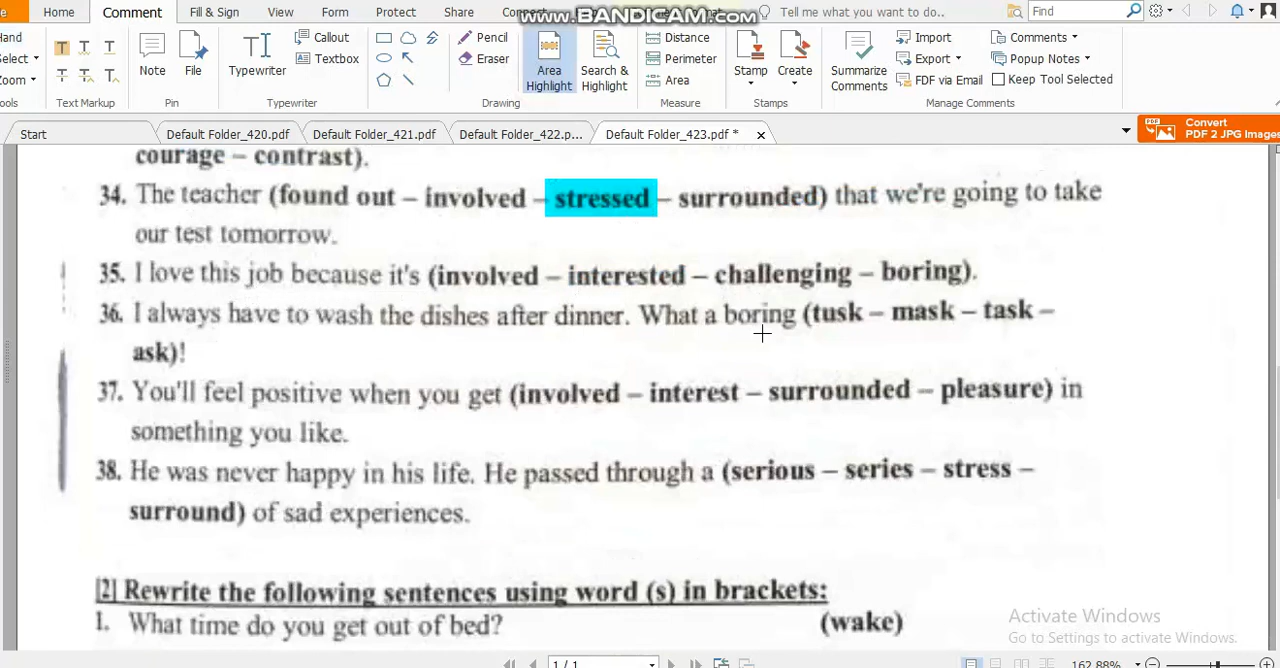 Home Comment Fill & Sign View Form Protect Share Tell me what you want to do.. Find
www.BANDICAM.com
Hand Select Zoom
T T T T T T
Note File
Typewriter
Callout
Textbox
Pencil
Eraser
Area Highlight
Search & Highlight
Distance
Perimeter
Area
Stamp
Create
Summarize Comments
Import
Export
FDF via Email
Comments
Popup Notes
Keep Tool Selected
Text Markup Pin Typewriter Drawing Measure Stamps Manage Comments
Start Default Folder_420.pdf Default Folder_421.pdf Default Folder_422.p... Default Folder_423.pdf * x
Convert
PDF 2 JPG Images
courage – contrast).
34. The teacher (found out – involved – stressed – surrounded) that we're going to take
our test tomorrow.
35. I love this job because it's (involved – interested – challenging – boring).
36. I always have to wash the dishes after dinner. What a boring (tusk – mask – task –
ask)!
37. You'll feel positive when you get (involved – interest – surrounded – pleasure) in
something you like.
38. He was never happy in his life. He passed through a (serious – series – stress –
surround) of sad experiences.
[2] Rewrite the following sentences using word (s) in brackets:
1. What time do you get out of bed? (wake)
Activate Windows
Go to Settings to activate Windows.
1 / 1 162.88%